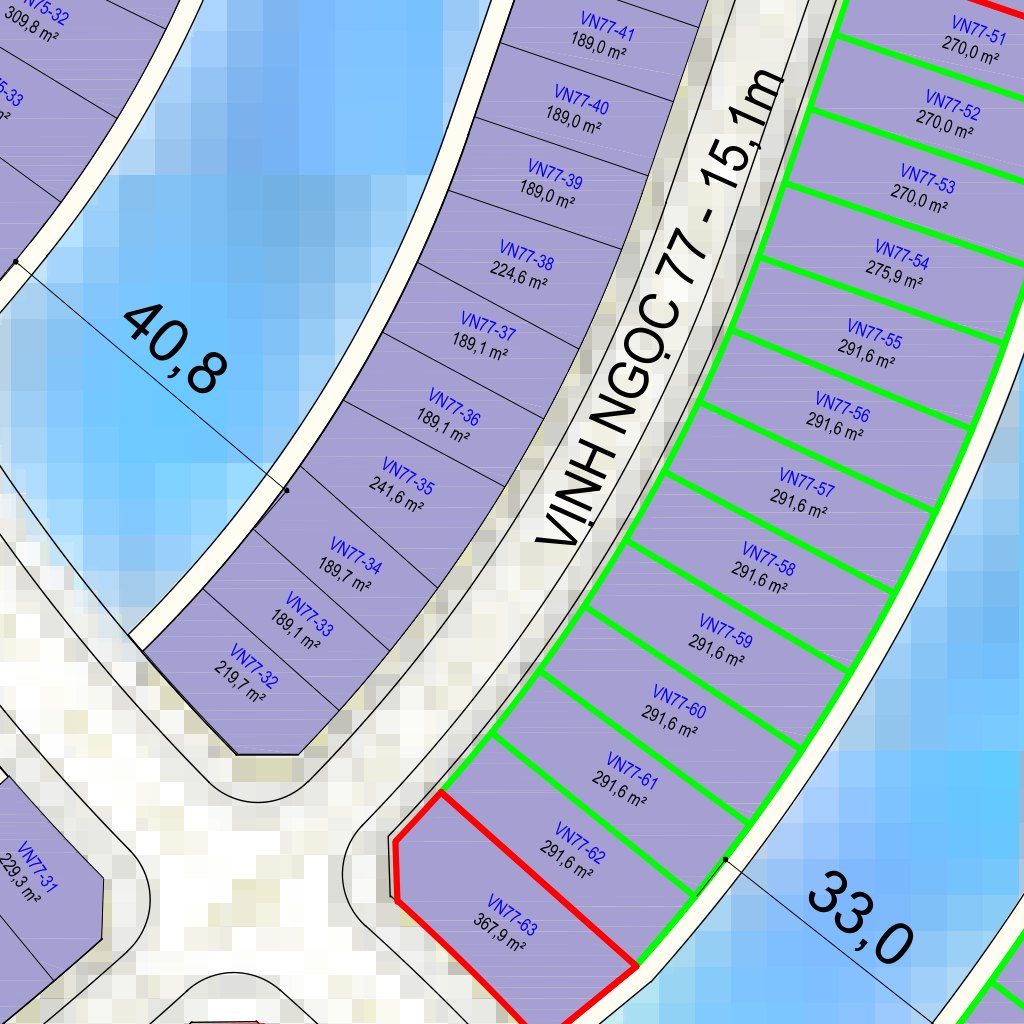 VN75-32
309,8 m²
VN77-41
189,0 m²
VN77-40
189,0 m²
VN77-39
189,0 m²
VN77-38
224,6 m²
VN77-37
189,1 m²
VN77-36
189,1 m²
VN77-35
241,6 m²
VN77-34
189,7 m²
VN77-33
189,1 m²
VN77-32
219,7 m²
VN77-31
229,3 m²
40,8
VỊNH NGỌC 77 - 15,1m
VN77-51
270,0 m²
VN77-52
270,0 m²
VN77-53
270,0 m²
VN77-54
275,9 m²
VN77-55
291,6 m²
VN77-56
291,6 m²
VN77-57
291,6 m²
VN77-58
291,6 m²
VN77-59
291,6 m²
VN77-60
291,6 m²
VN77-61
291,6 m²
VN77-62
291,6 m²
VN77-63
367,9 m²
33,0